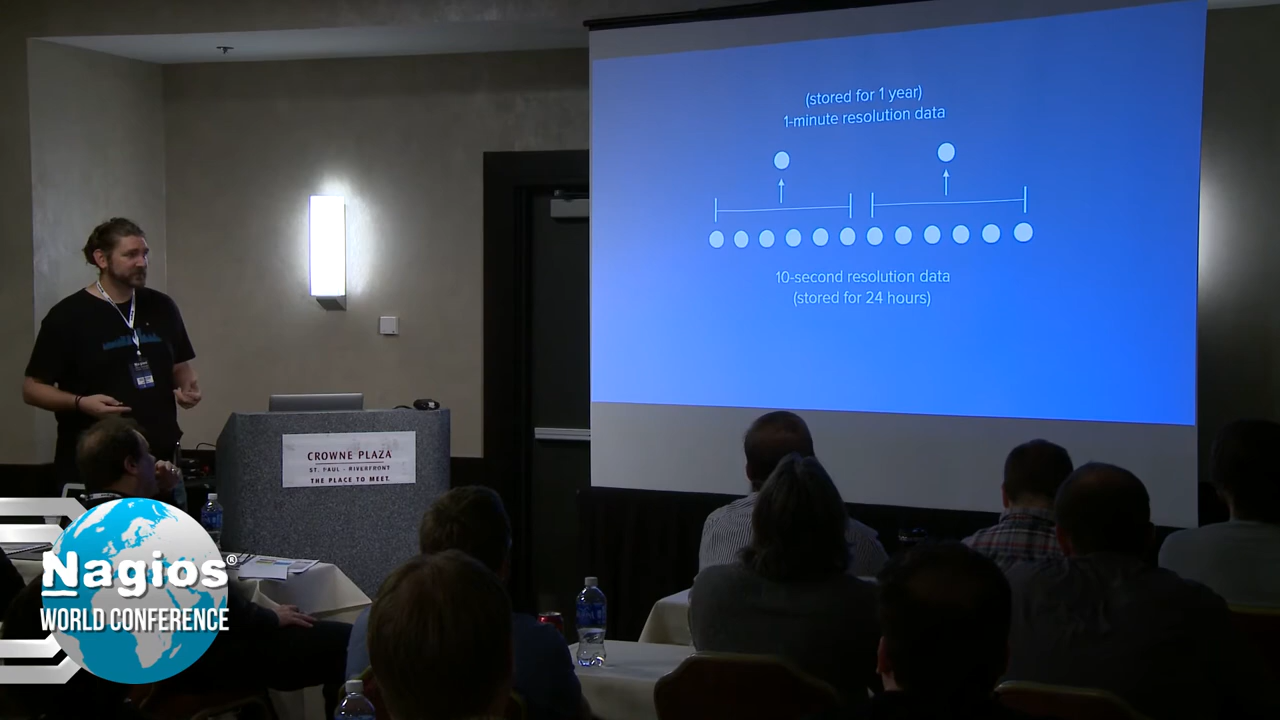 (stored for 1 year)
1-minute resolution data
10-second resolution data
(stored for 24 hours)
CROWNE PLAZA
ST. PAUL - RIVERFRONT
THE PLACE TO MEET.
Nagios®
WORLD CONFERENCE